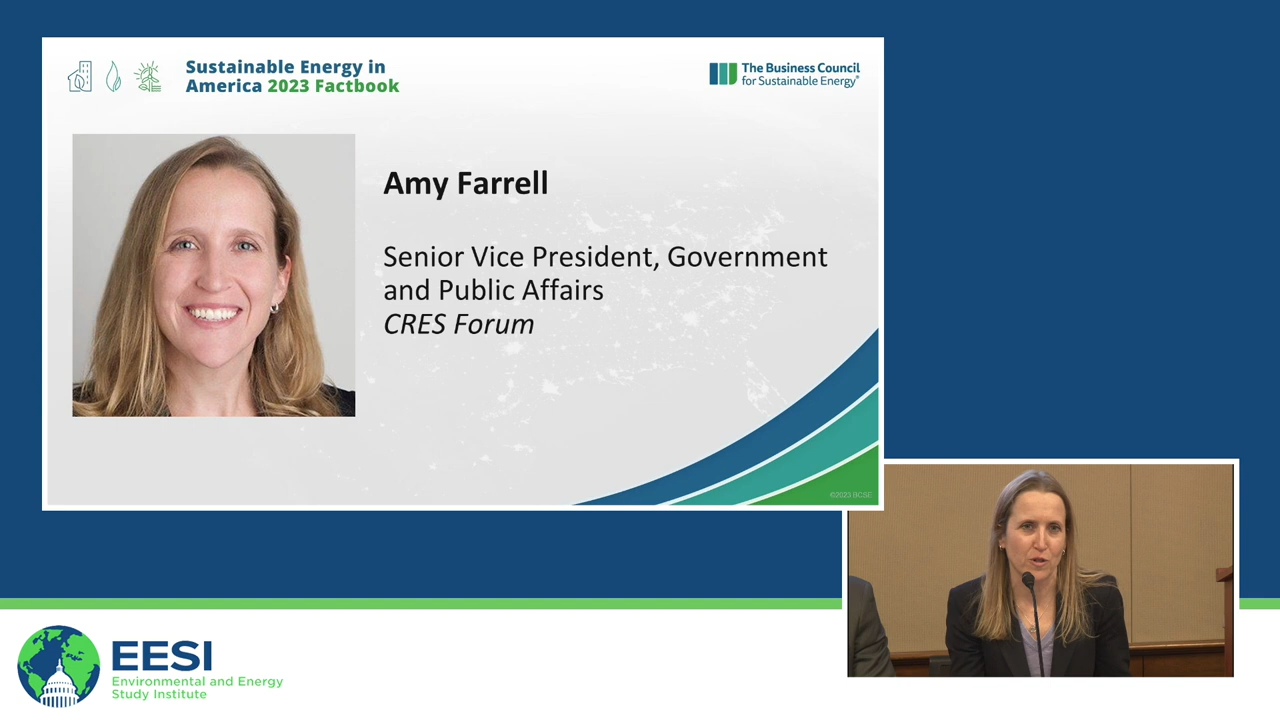 Sustainable Energy in
America 2023 Factbook
The Business Council
for Sustainable Energy®
Amy Farrell
Senior Vice President, Government
and Public Affairs
CRES Forum
©2023 BCSE
EESI
Environmental and Energy
Study Institute